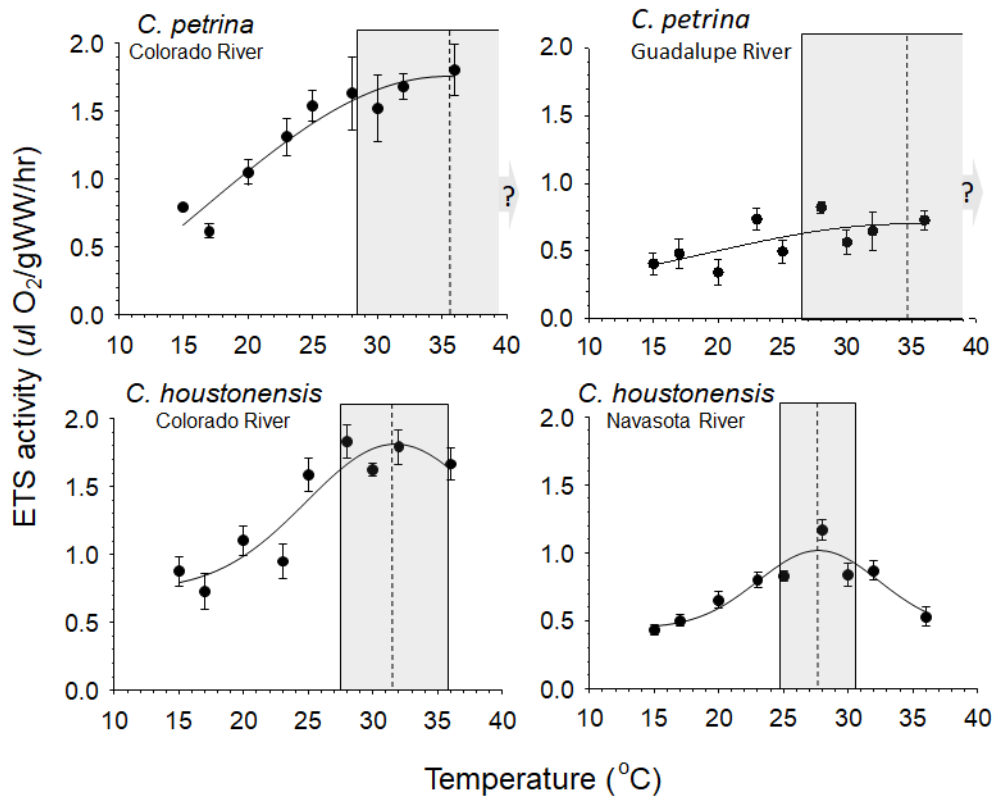 C. petrina
Colorado River
2.0
1.5
1.0
0.5
0.0
?
10 15 20 25 30 35 40
C. petrina
Guadalupe River
2.0
1.5
1.0
0.5
0.0
?
10 15 20 25 30 35 40
ETS activity (ul O2/gWW/hr)
C. houstonensis
Colorado River
2.0
1.5
1.0
0.5
0.0
10 15 20 25 30 35 40
C. houstonensis
Navasota River
2.0
1.5
1.0
0.5
0.0
10 15 20 25 30 35 40
Temperature (oC)